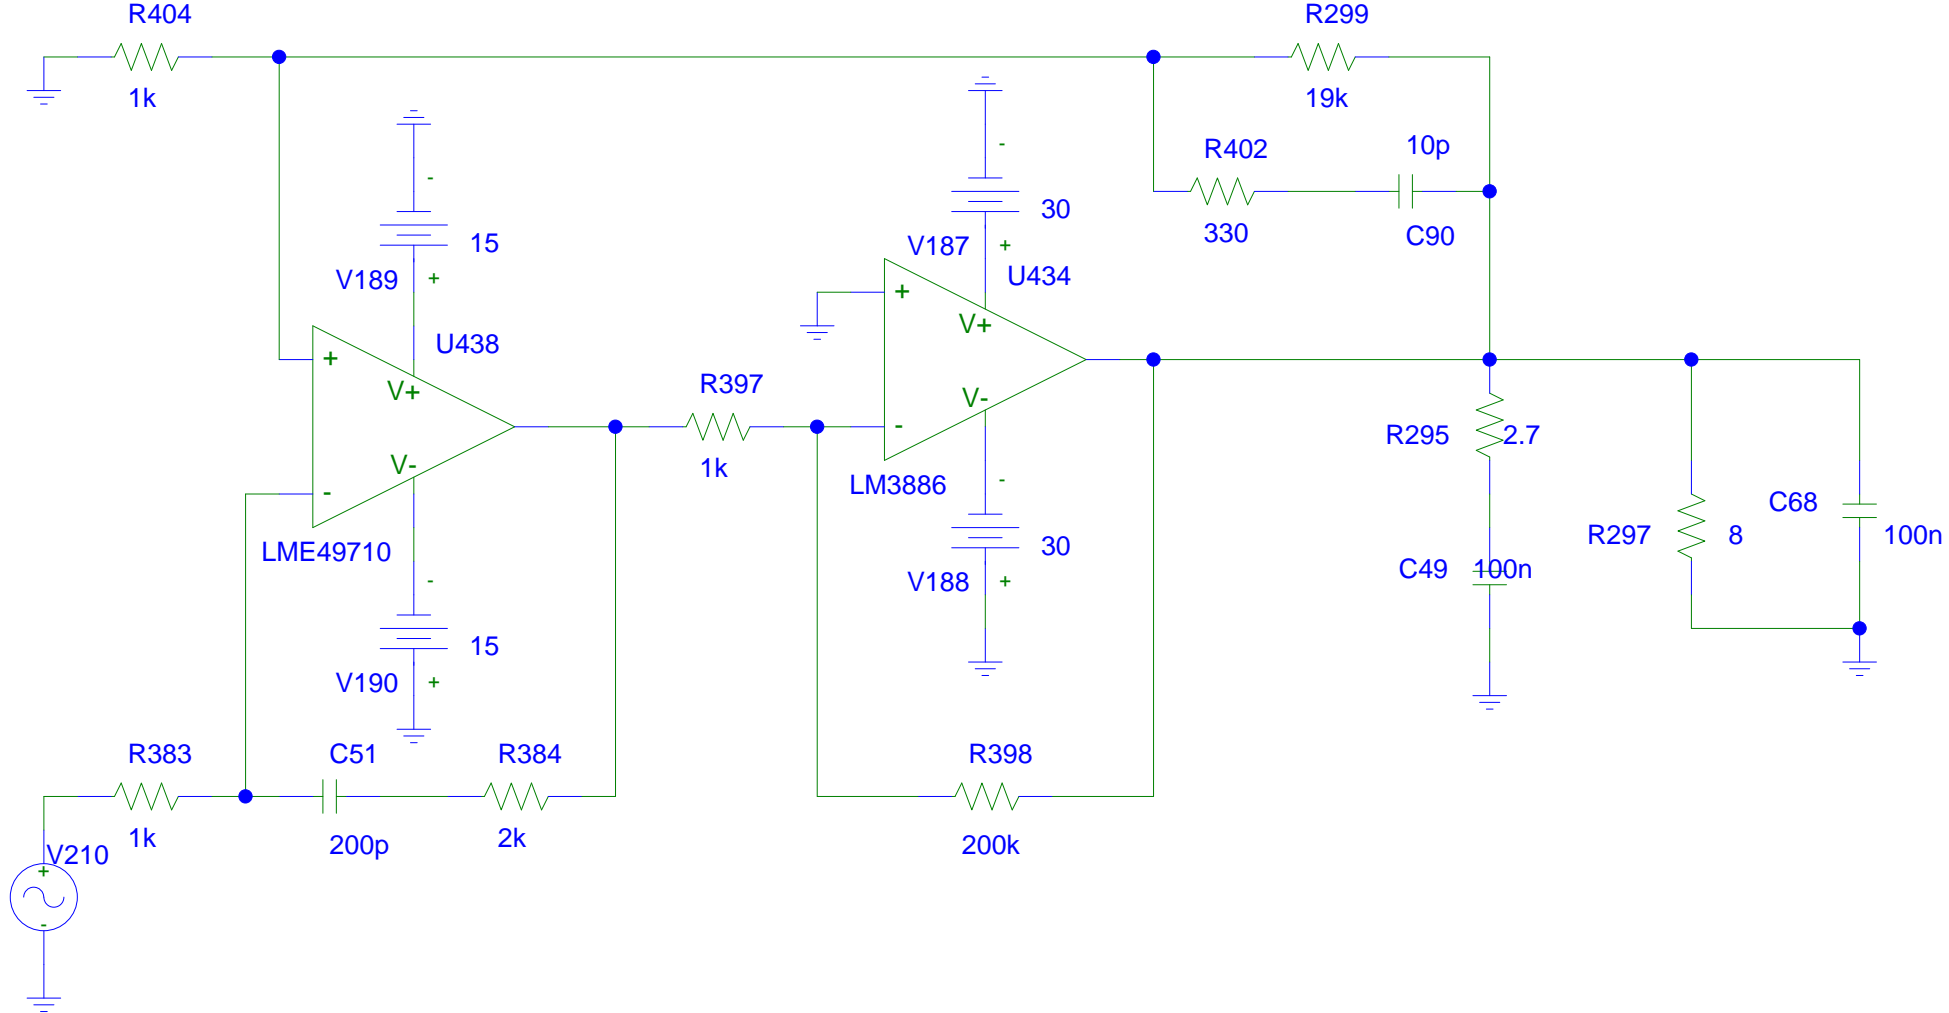 R404
1k
R299
19k
R402
330
10p
C90
-
15
V189
+
-
30
V187
+
U434
+
V+
V-
-
LM3886
U438
+
V+
V-
-
LME49710
R397
1k
-
30
V188
+
-
15
V190
+
R295
2.7
C49
100n
R297
8
C68
100n
R383
1k
C51
200p
R384
2k
R398
200k
V210
+
-